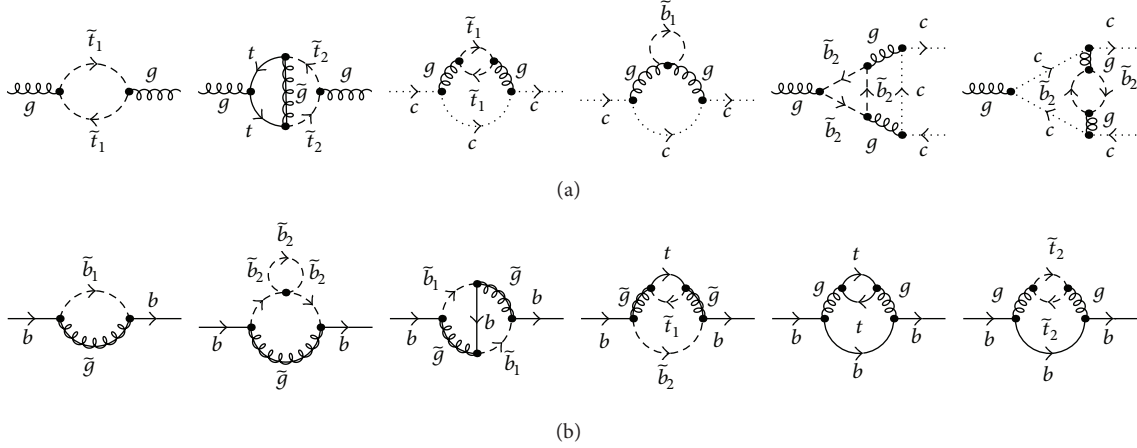 t̃₁ g g t̃₁
t t̃₂ g g̃ g t t̃₂
t̃₁ g g t̃₁ c c c
b̃₁ g g c c c
g b̃₂ g c b̃₂ c b̃₂ g c
g c g c b̃₂ b̃₂ c g c
(a)
b̃₁ b b g̃
b̃₂ b̃₂ b̃₂ b b g̃
b̃₁ g̃ b b b g̃ b̃₁
t g̃ g̃ t̃₁ b b b̃₂
t g g t b b b
t̃₂ g g t̃₂ b b b
(b)